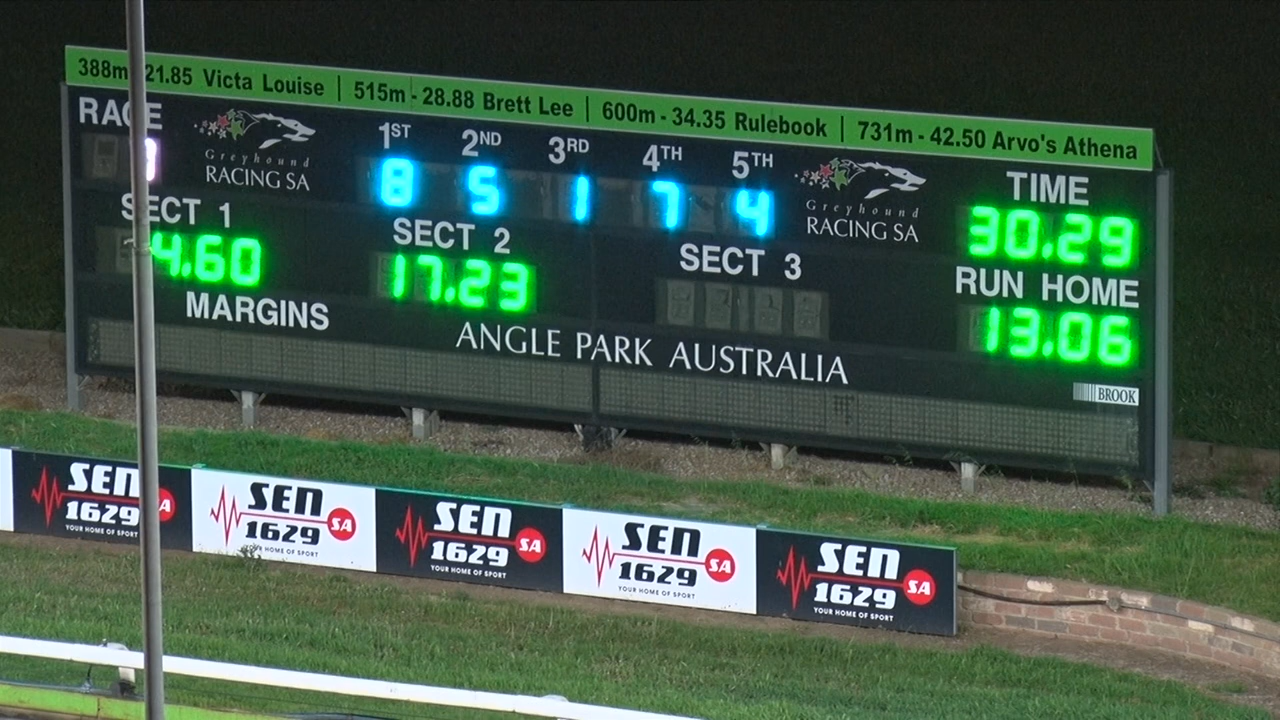 388m 21.85 Victa Louise | 515m - 28.88 Brett Lee | 600m - 34.35 Rulebook | 731m - 42.50 Arvo's Athena
RACE
Greyhound
RACING SA
1ST 2ND 3RD 4TH 5TH
8 5 1 7 4
Greyhound
RACING SA
TIME
30.29
SECT 1
4.60
SECT 2
17.23
SECT 3
RUN HOME
13.06
MARGINS
ANGLE PARK AUSTRALIA
BROOK
SEN
1629
SA
YOUR HOME OF SPORT
SEN
1629
SA
YOUR HOME OF SPORT
SEN
1629
SA
YOUR HOME OF SPORT
SEN
1629
SA
YOUR HOME OF SPORT
SEN
1629
SA
YOUR HOME OF SPORT